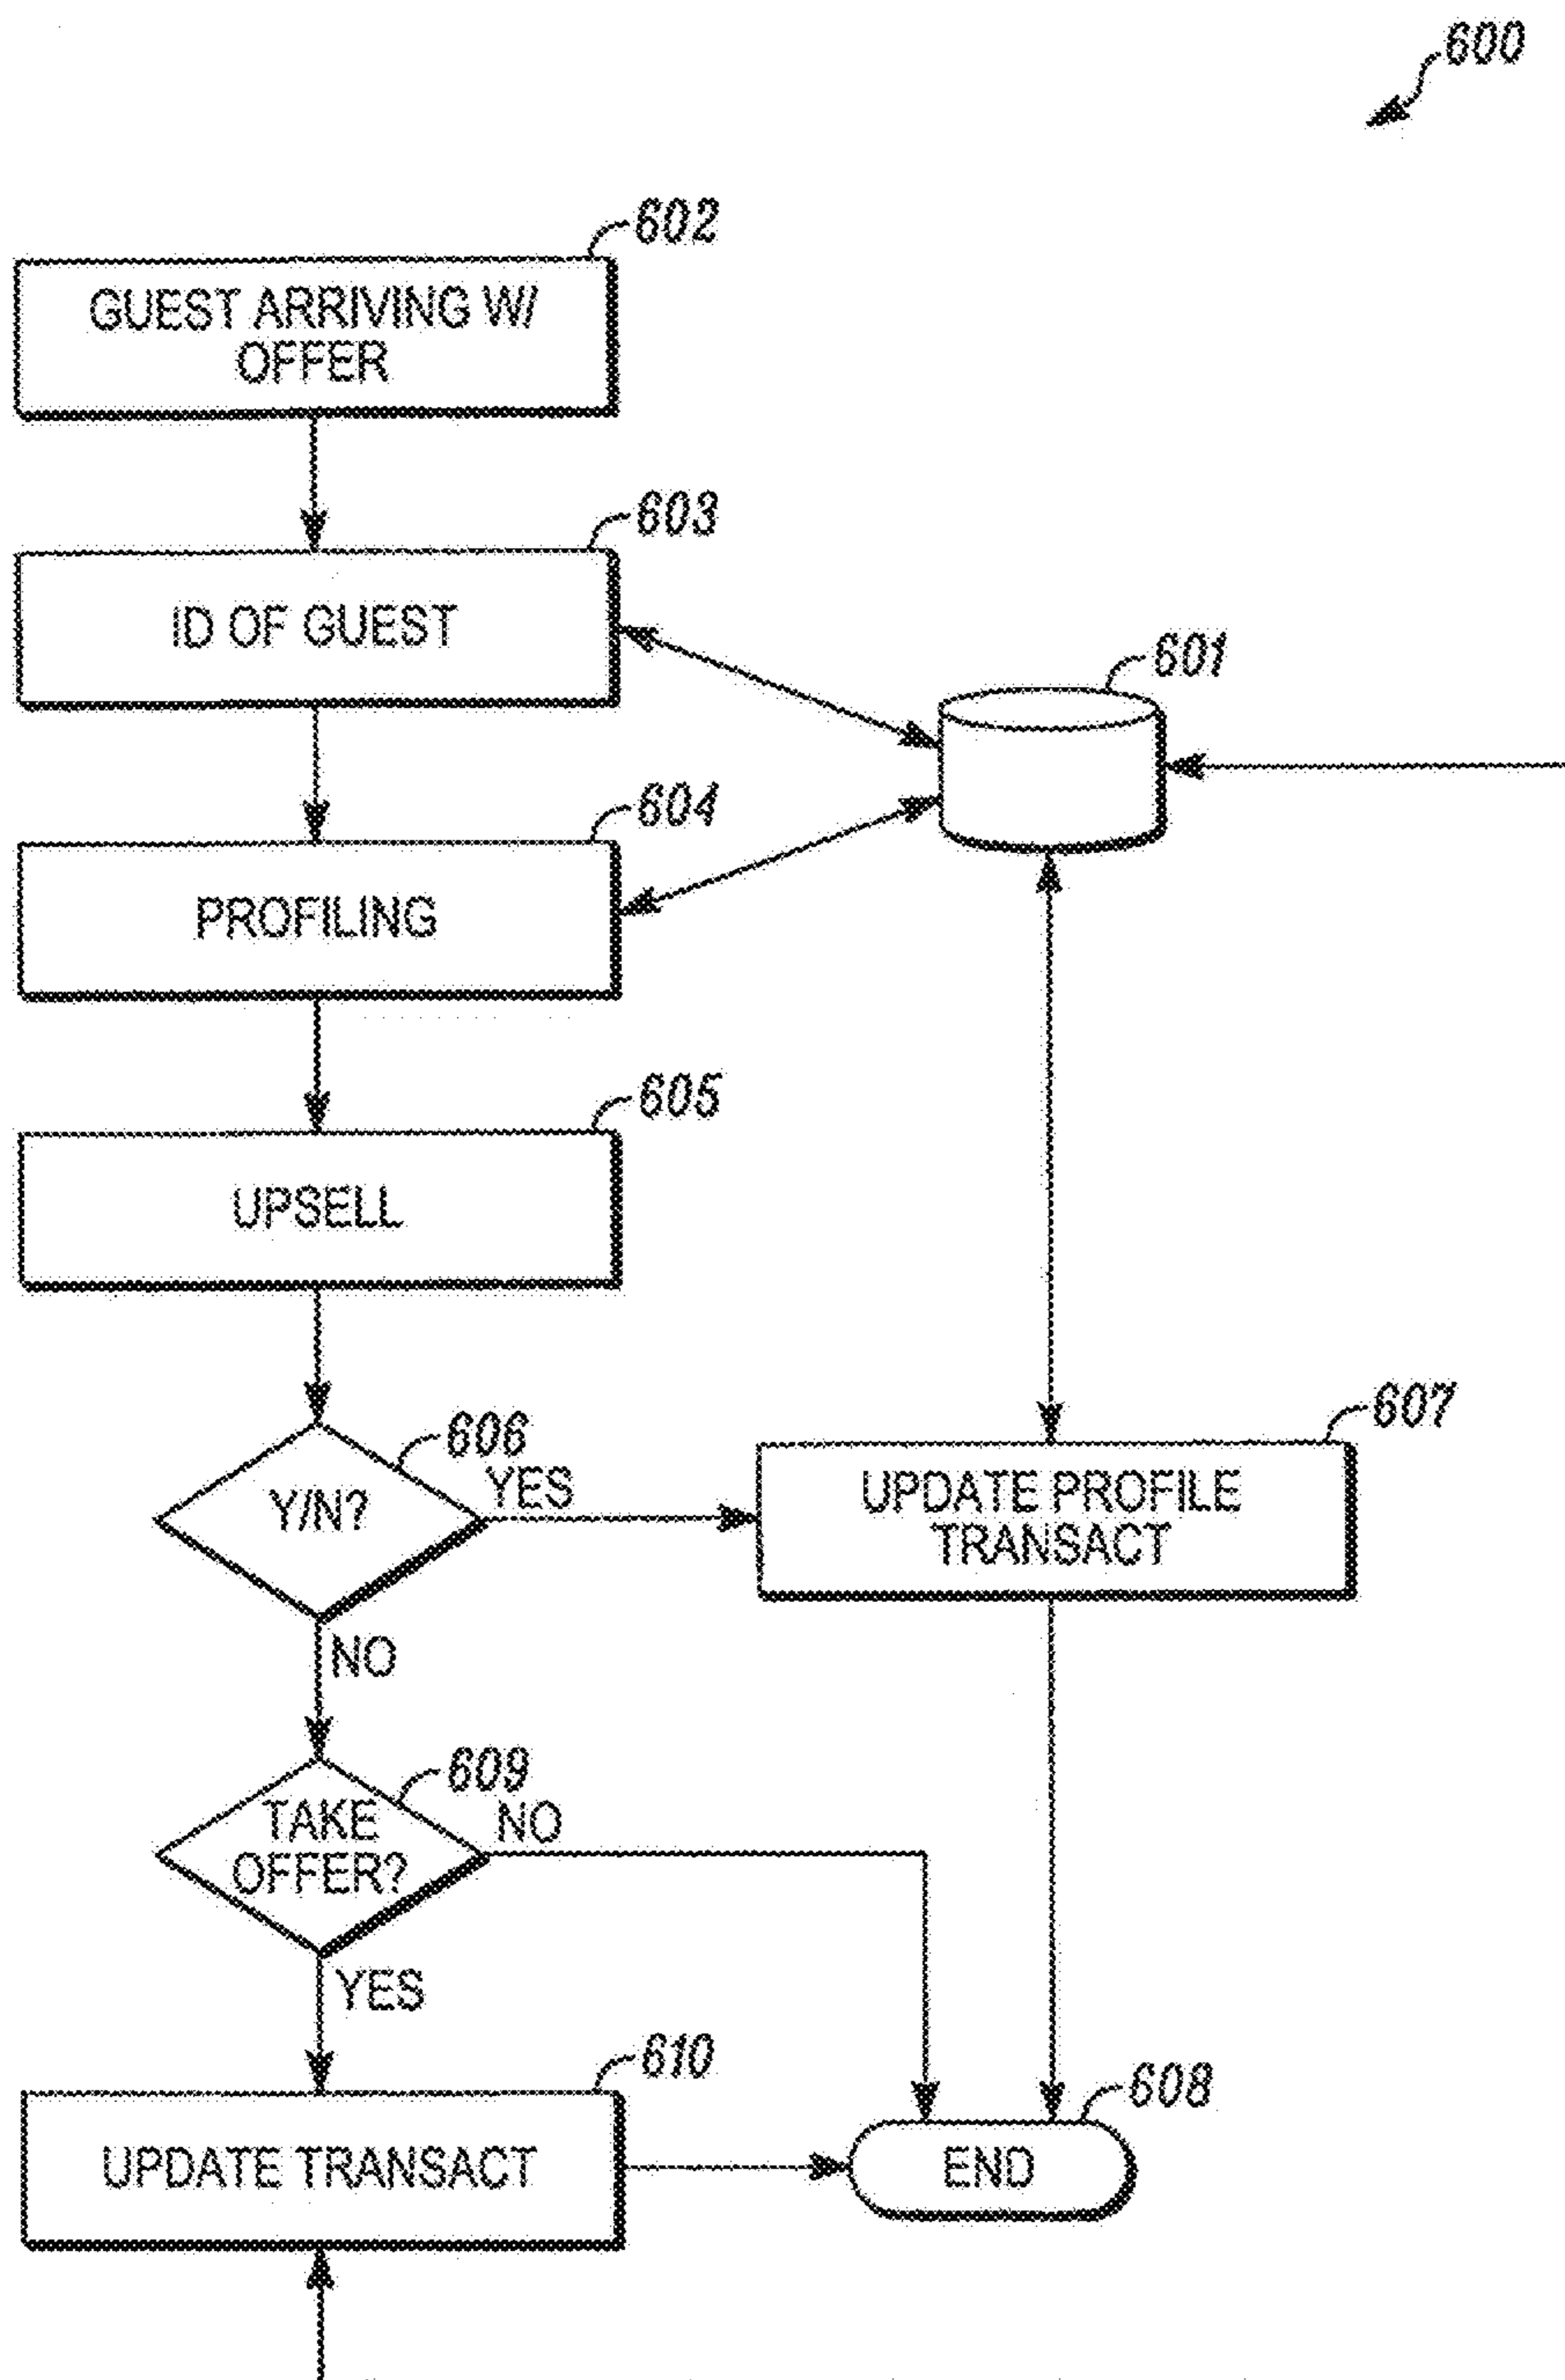 600
602
GUEST ARRIVING W/
OFFER
603
ID OF GUEST
601
604
PROFILING
605
UPSELL
606
Y/N?
YES
607
UPDATE PROFILE
TRANSACT
NO
609
TAKE
OFFER?
NO
YES
610
UPDATE TRANSACT
608
END